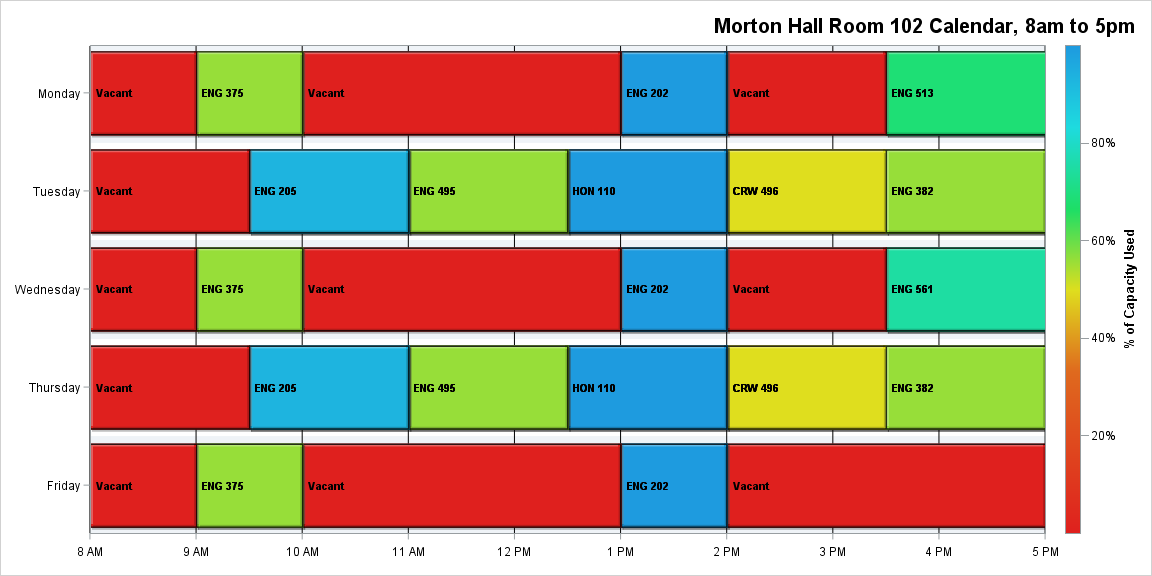 Morton Hall Room 102 Calendar, 8am to 5pm
Monday
Vacant
ENG 375
Vacant
ENG 202
Vacant
ENG 513
Tuesday
Vacant
ENG 205
ENG 495
HON 110
CRW 496
ENG 382
Wednesday
Vacant
ENG 375
Vacant
ENG 202
Vacant
ENG 561
Thursday
Vacant
ENG 205
ENG 495
HON 110
CRW 496
ENG 382
Friday
Vacant
ENG 375
Vacant
ENG 202
Vacant
8 AM
9 AM
10 AM
11 AM
12 PM
1 PM
2 PM
3 PM
4 PM
5 PM
80%
60%
40%
20%
% of Capacity Used